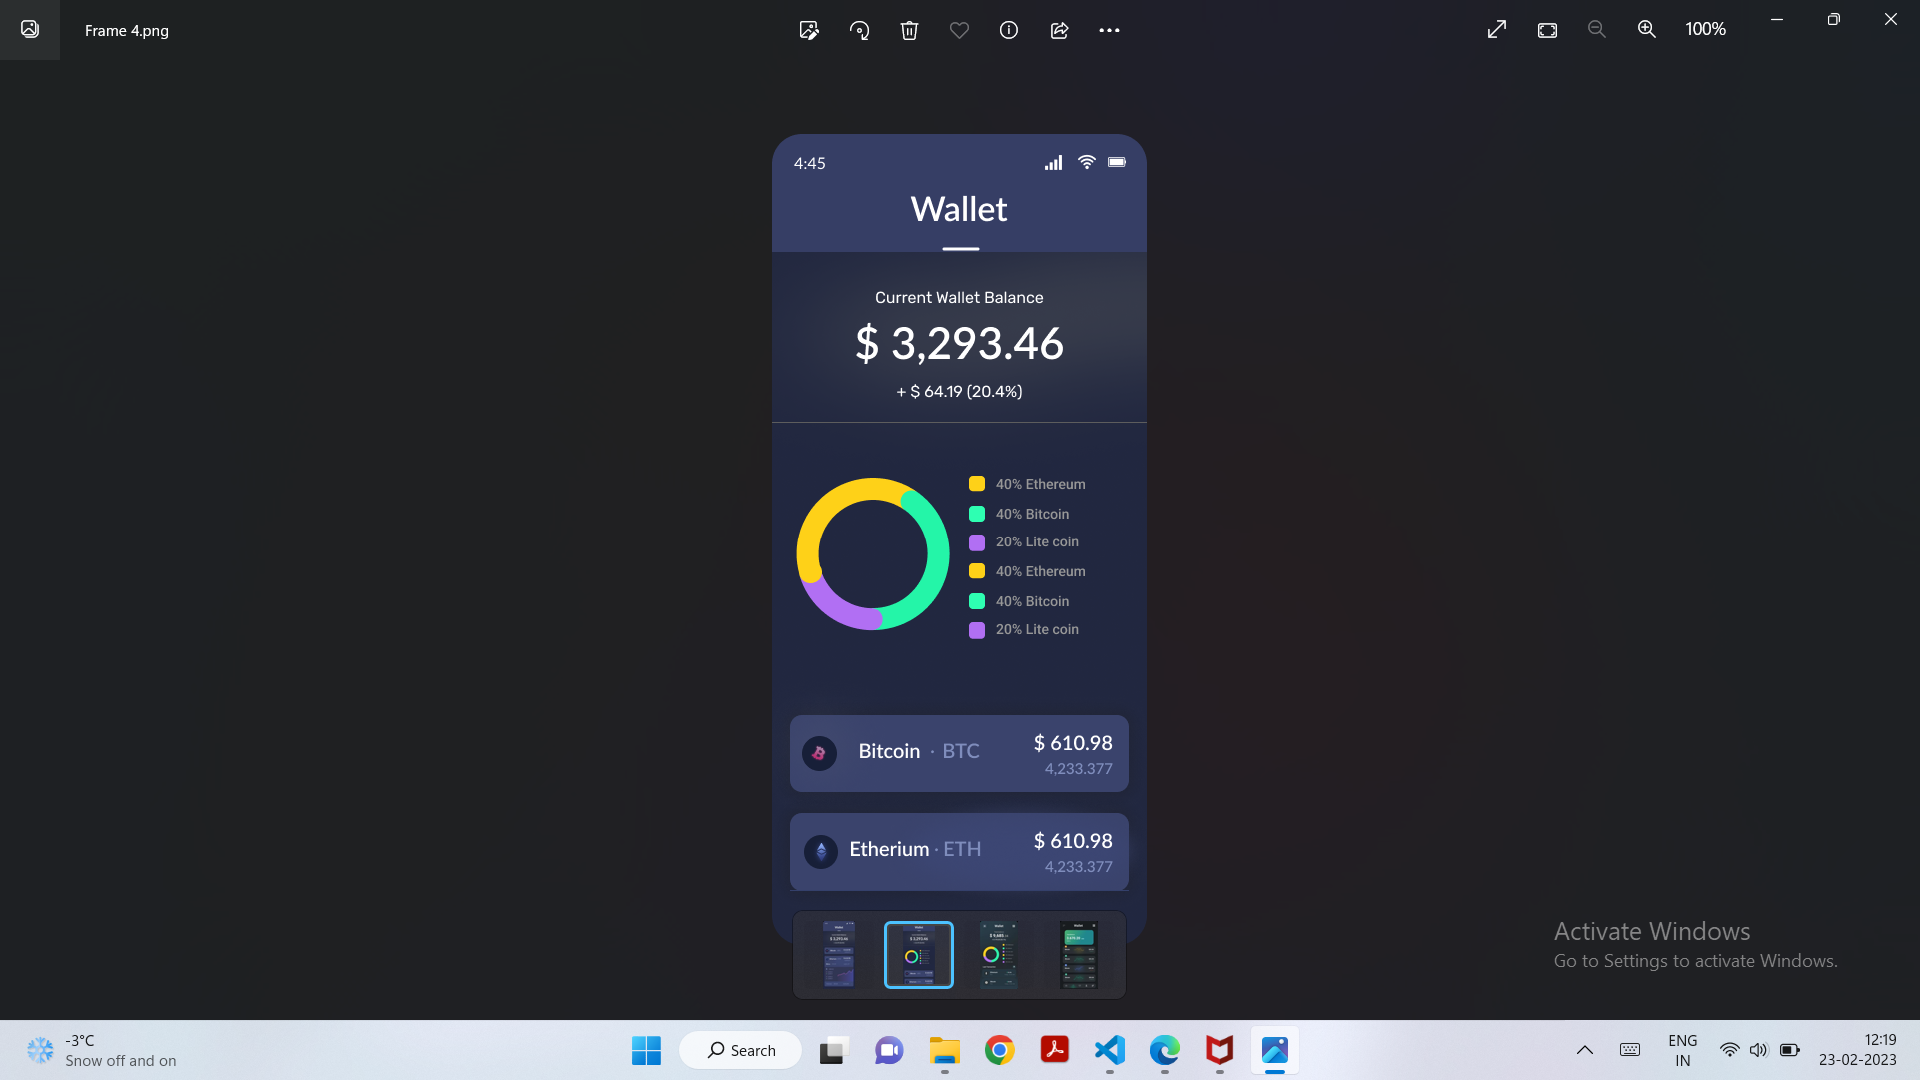 Frame 4.png
100%
4:45
Wallet
Current Wallet Balance
$ 3,293.46
+ $ 64.19 (20.4%)
40% Ethereum
40% Bitcoin
20% Lite coin
40% Ethereum
40% Bitcoin
20% Lite coin
Bitcoin · BTC
$ 610.98
4,233.377
Etherium · ETH
$ 610.98
4,233.377
Activate Windows
Go to Settings to activate Windows.
-3°C
Snow off and on
Search
ENG
IN
12:19
23-02-2023